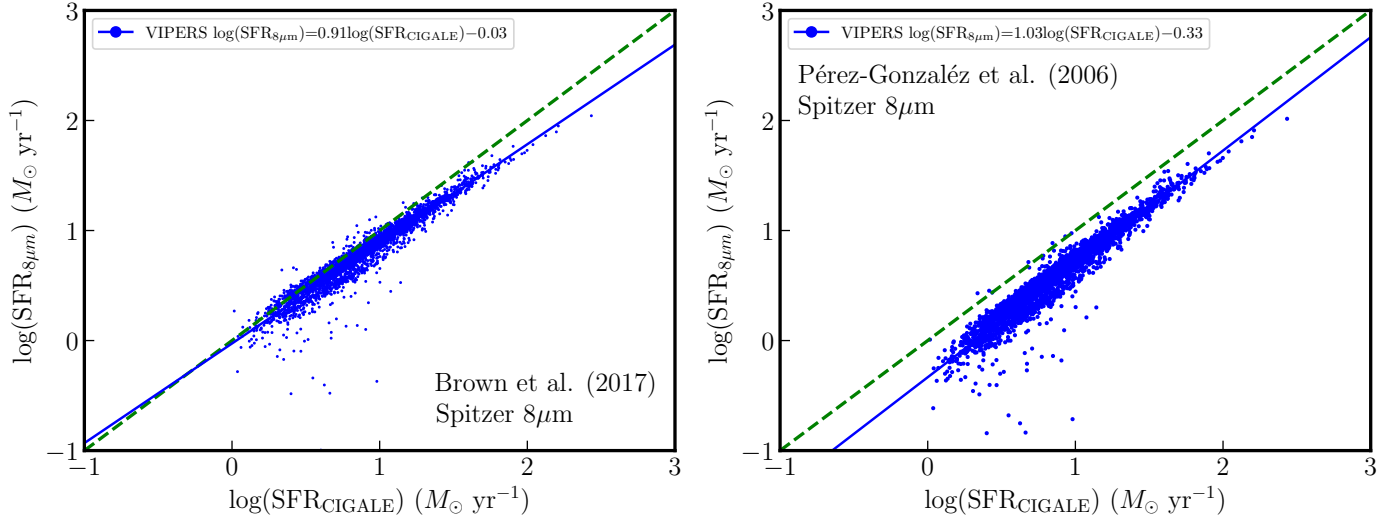 VIPERS log(SFR8μm)=0.91log(SFRCIGALE)−0.03
3
2
1
0
−1
log(SFR8μm) (M⊙ yr−1)
Brown et al. (2017)
Spitzer 8μm
−1
0
1
2
3
log(SFRCIGALE) (M⊙ yr−1)
VIPERS log(SFR8μm)=1.03log(SFRCIGALE)−0.33
Pérez-Gonzaléz et al. (2006)
Spitzer 8μm
3
2
1
0
−1
log(SFR8μm) (M⊙ yr−1)
−1
0
1
2
3
log(SFRCIGALE) (M⊙ yr−1)